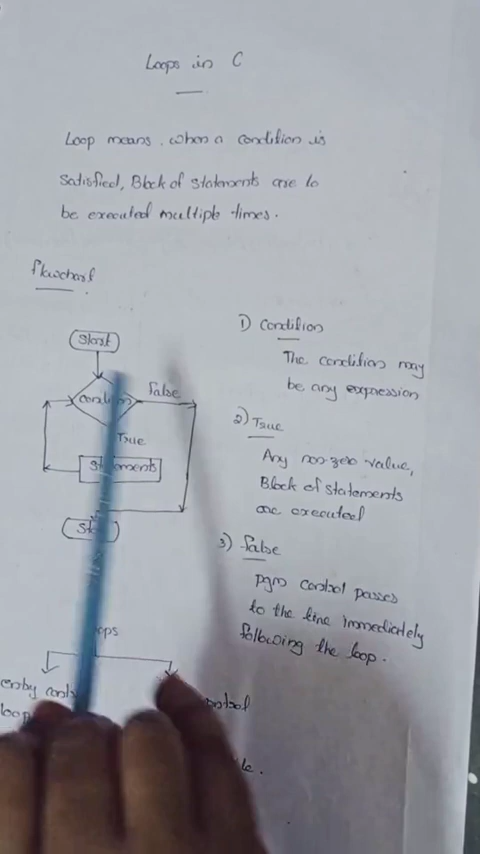 Loops in C
Loop means, when a condition is
satisfied, Block of statements are to
be executed multiple times.
flowchart
Start
False
True
1) Condition
The condition may
be any expression
2) True
Any non-zero value,
Block of statements
are executed
3) False
pgm control passes
to the line immediately
following the loop.
entry
loop